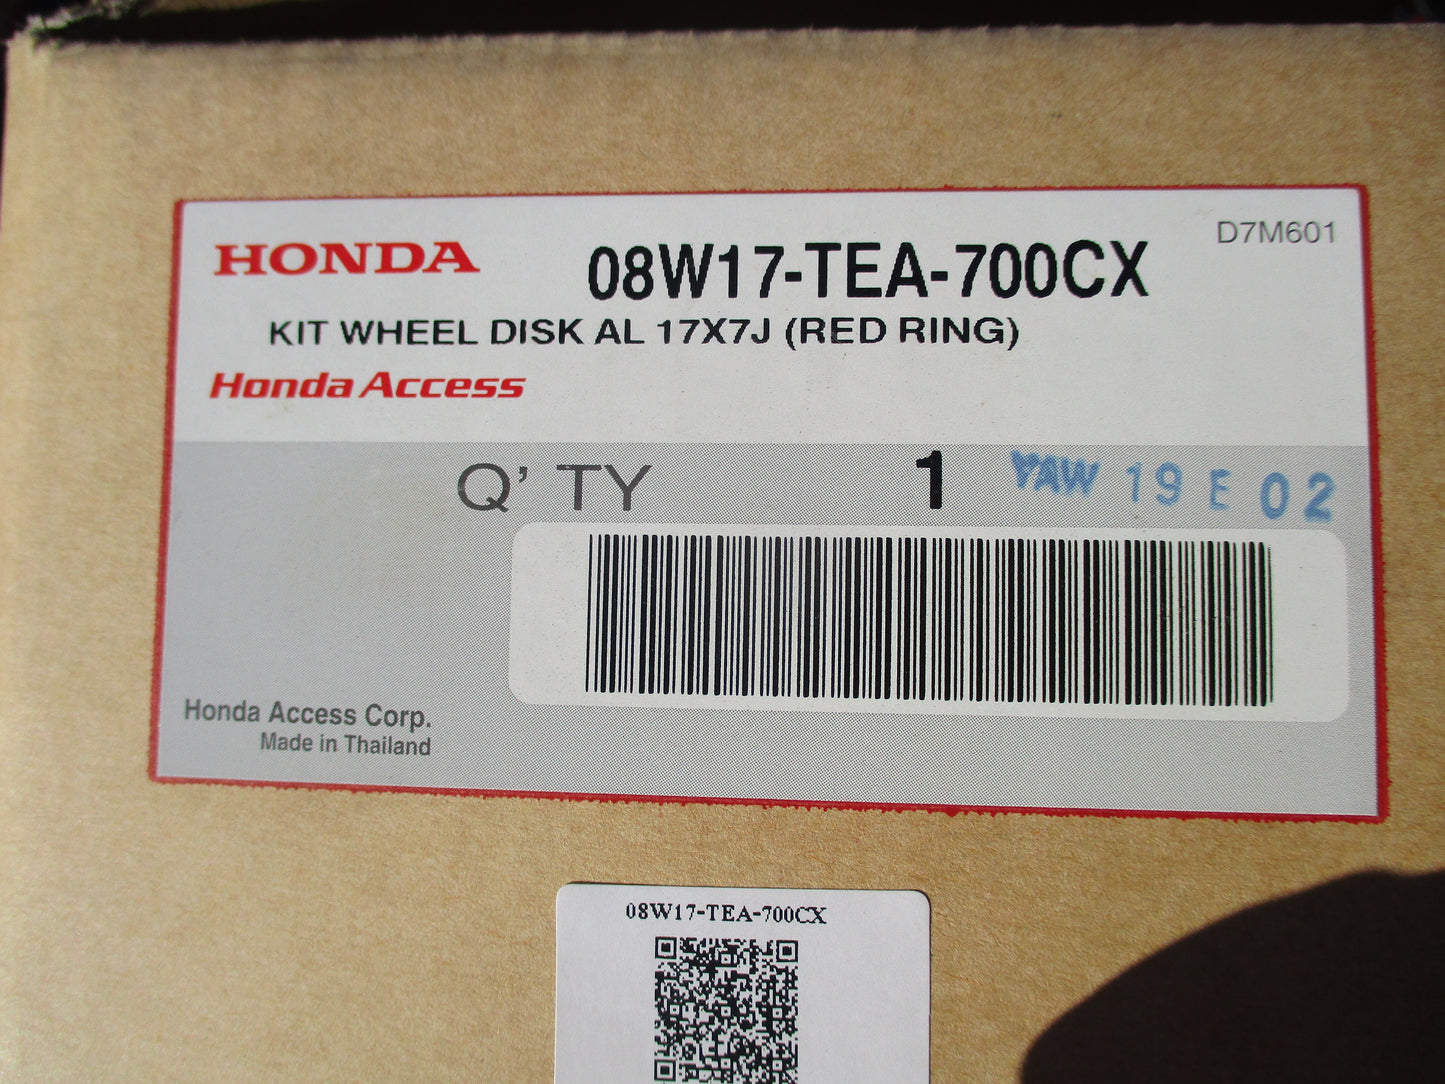 HONDA 08W17-TEA-700CX D7M601
KIT WHEEL DISK AL 17X7J (RED RING)
Honda Access
Q' TY 1 YAW 19 E 02
Honda Access Corp.
Made in Thailand
08W17-TEA-700CX